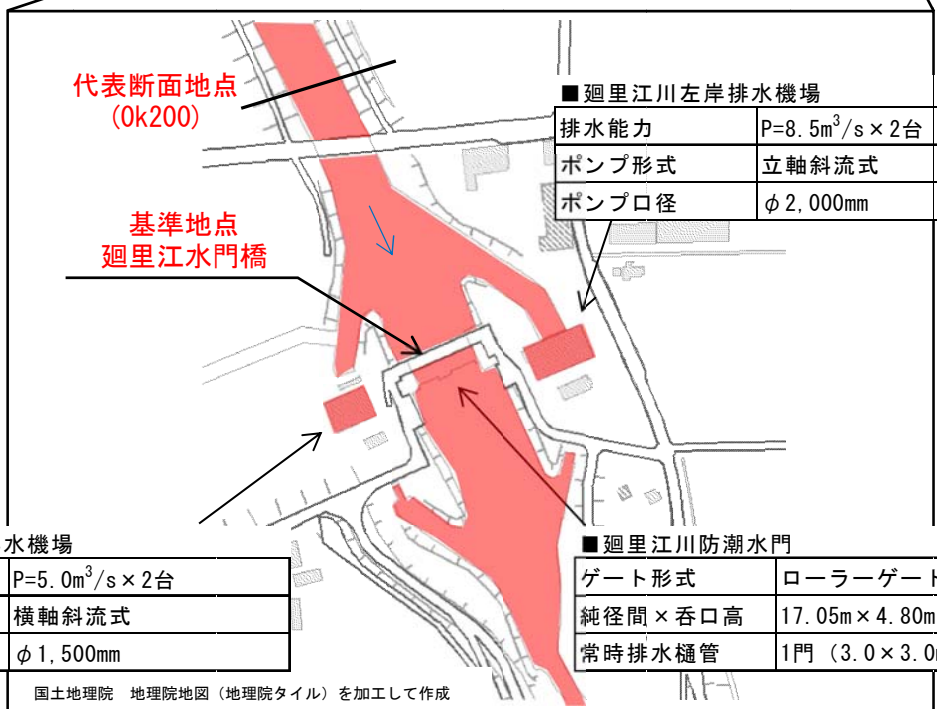 代表断面地点
(0k200)
■廻里江川左岸排水機場
排水能力 P=8.5m³/s×2台
ポンプ形式 立軸斜流式
ポンプ口径 φ2,000mm
基準地点
廻里江水門橋
水機場
P=5.0m³/s×2台
横軸斜流式
φ1,500mm
■廻里江川防潮水門
ゲート形式 ローラーゲート
純径間×呑口高 17.05m×4.80m
常時排水樋管 1門（3.0×3.0
国土地理院 地理院地図（地理院タイル）を加工して作成